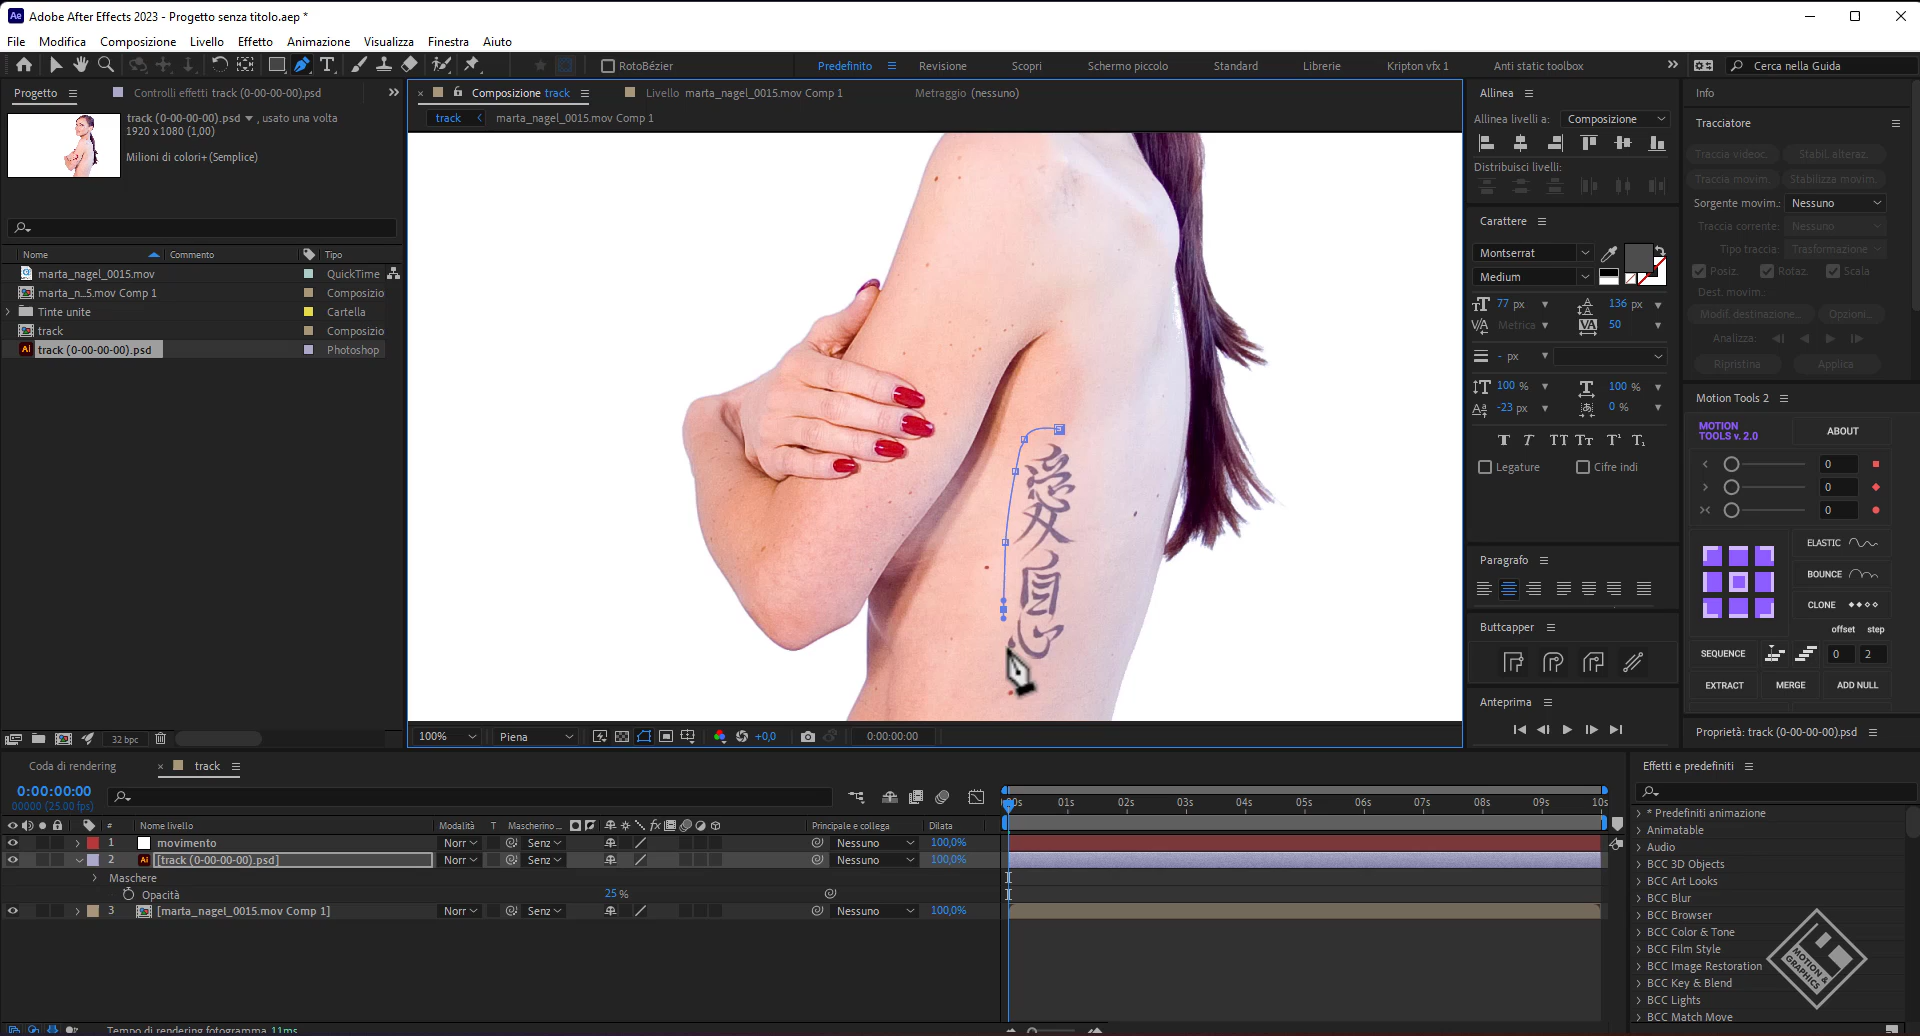 Adobe After Effects 2023 - Progetto senza titolo.aep *
File Modifica Composizione Livello Effetto Animazione Visualizza Finestra Aiuto
RotoBézier
Predefinito Revisione Scopri Schermo piccolo Standard Librerie Kripton vfx 1 Anti static toolbox Cerca nella Guida
Progetto Controlli effetti track (0-00-00-00).psd
track (0-00-00-00).psd , usato una volta
1920 x 1080 (1,00)
Milioni di colori+ (Semplice)
Nome Commento Tipo
marta_nagel_0015.mov QuickTime
marta_n...5.mov Comp 1 Composizio
Tinte unite Cartella
track Composizio
track (0-00-00-00).psd Photoshop
32 bpc
Composizione track Livello marta_nagel_0015.mov Comp 1 Metraggio (nessuno)
track marta_nagel_0015.mov Comp 1
100% Piena +0,0 0:00:00:00
Allinea
Allinea livelli a: Composizione
Distribuisci livelli:
Carattere
Montserrat
Medium
77 px 136 px
Metrica 50
- px
100 % 100 %
-23 px 0 %
Legature Cifre indi
Paragrafo
Buttcapper
Anteprima
Info
Tracciatore
Traccia videoc. Stabil. alteraz.
Traccia movim. Stabilizza movim.
Sorgente movim.: Nessuno
Traccia corrente: Nessuno
Tipo traccia: Trasformazione
Posiz. Rotaz. Scala
Dest. movim.:
Modif. destinazione... Opzioni...
Analizza:
Ripristina Applica
Motion Tools 2
MOTION TOOLS v. 2.0 ABOUT
0
0
0
ELASTIC
BOUNCE
CLONE
offset step
SEQUENCE 0 2
EXTRACT MERGE ADD NULL
Proprietà: track (0-00-00-00).psd
Coda di rendering track
0:00:00:00
00000 (25.00 fps)
00s 01s 02s 03s 04s 05s 06s 07s 08s 09s 10s
# Nome livello Modalità T Mascherino... fx Principale e collega Dilata
1 movimento Norr Senz Nessuno 100,0%
2 [track (0-00-00-00).psd] Norr Senz Nessuno 100,0%
Maschere
Opacità 25 %
3 [marta_nagel_0015.mov Comp 1] Norr Senz Nessuno 100,0%
Tempo di rendering fotogramma 11ms
Effetti e predefiniti
* Predefiniti animazione
Animatable
Audio
BCC 3D Objects
BCC Art Looks
BCC Blur
BCC Browser
BCC Color & Tone
BCC Film Style
BCC Image Restoration
BCC Key & Blend
BCC Lights
BCC Match Move
MOTION & GRAPHICS